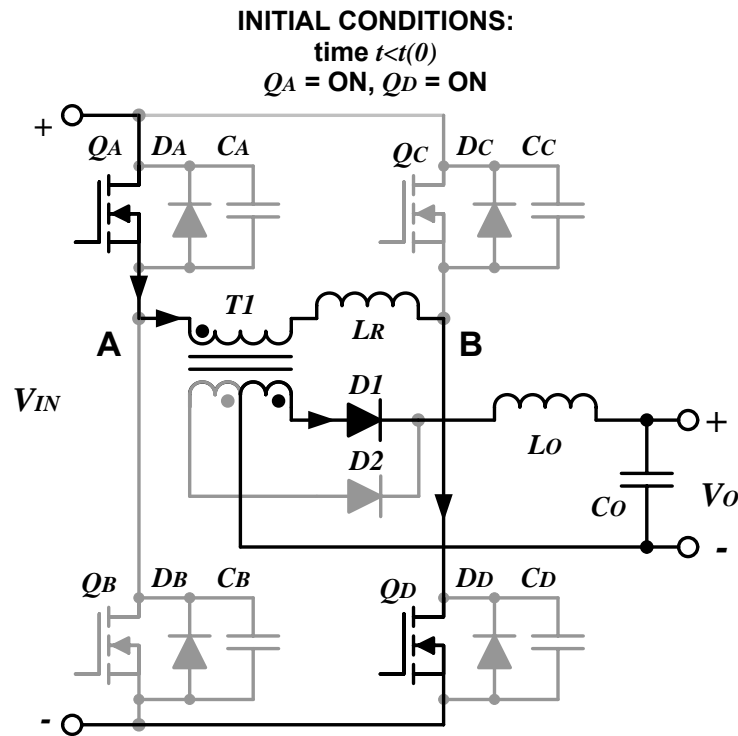 INITIAL CONDITIONS:
time t<t(0)
QA = ON, QD = ON
+
QA DA CA
QC DC CC
T1
LR
A
B
VIN
D1
D2
LO
+
CO
VO
-
QB DB CB
QD DD CD
-